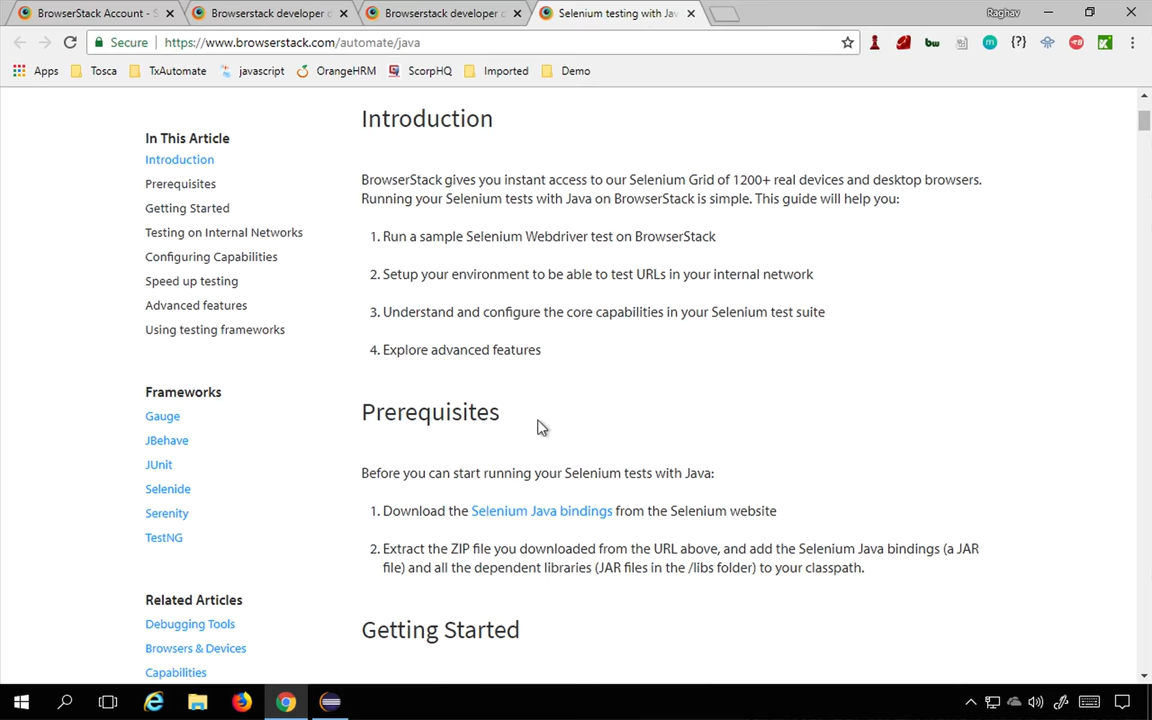 BrowserStack Account - S
Browserstack developer c
Browserstack developer c
Selenium testing with Jav
Raghav
Secure
https://www.browserstack.com/automate/java
Apps
Tosca
TxAutomate
javascript
OrangeHRM
ScorpHQ
Imported
Demo
In This Article
Introduction
Prerequisites
Getting Started
Testing on Internal Networks
Configuring Capabilities
Speed up testing
Advanced features
Using testing frameworks
Frameworks
Gauge
JBehave
JUnit
Selenide
Serenity
TestNG
Related Articles
Debugging Tools
Browsers & Devices
Capabilities
Introduction
BrowserStack gives you instant access to our Selenium Grid of 1200+ real devices and desktop browsers.
Running your Selenium tests with Java on BrowserStack is simple. This guide will help you:
1. Run a sample Selenium Webdriver test on BrowserStack
2. Setup your environment to be able to test URLs in your internal network
3. Understand and configure the core capabilities in your Selenium test suite
4. Explore advanced features
Prerequisites
Before you can start running your Selenium tests with Java:
1. Download the Selenium Java bindings from the Selenium website
2. Extract the ZIP file you downloaded from the URL above, and add the Selenium Java bindings (a JAR
file) and all the dependent libraries (JAR files in the /libs folder) to your classpath.
Getting Started